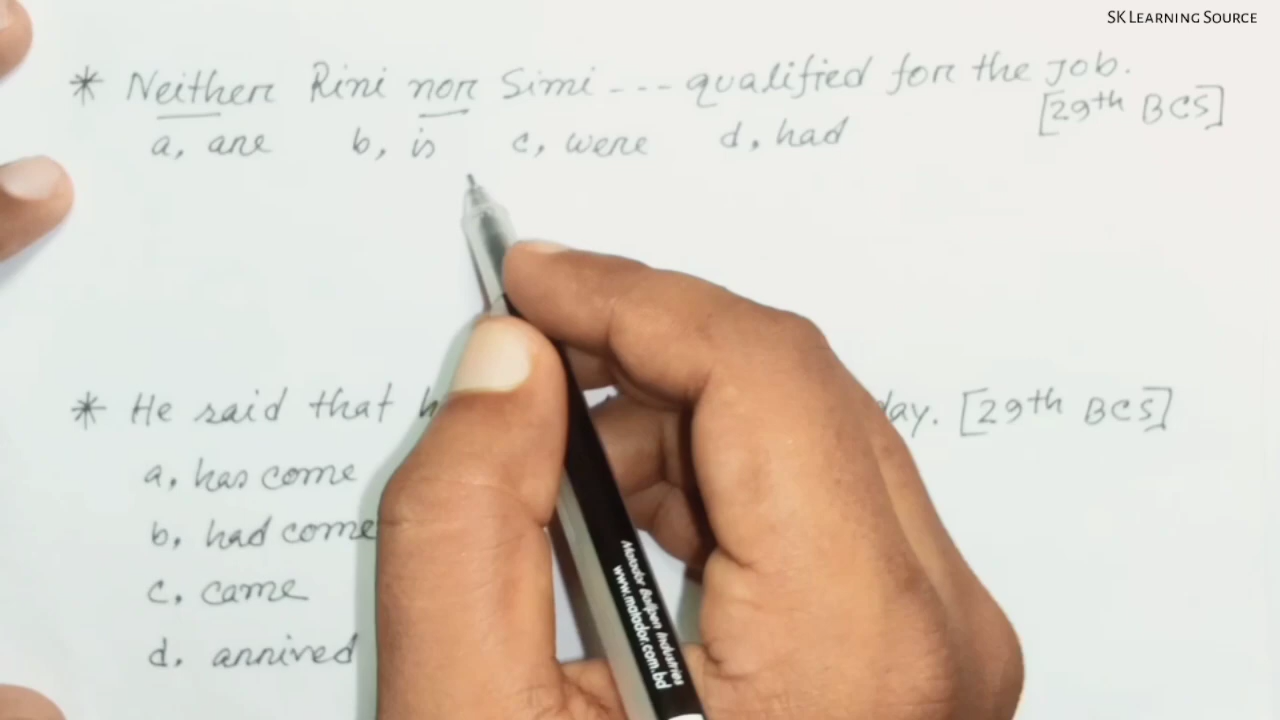 SK LEARNING SOURCE
* Neither Rini nor Simi --- qualified for the job.
[29th BCS]
a, are b, is c, were d, had
* He said that day. [29th BCS]
a, has come
b, had come
c, came
d. arrived
Matador Ballpen Industries
www.matador.com.bd